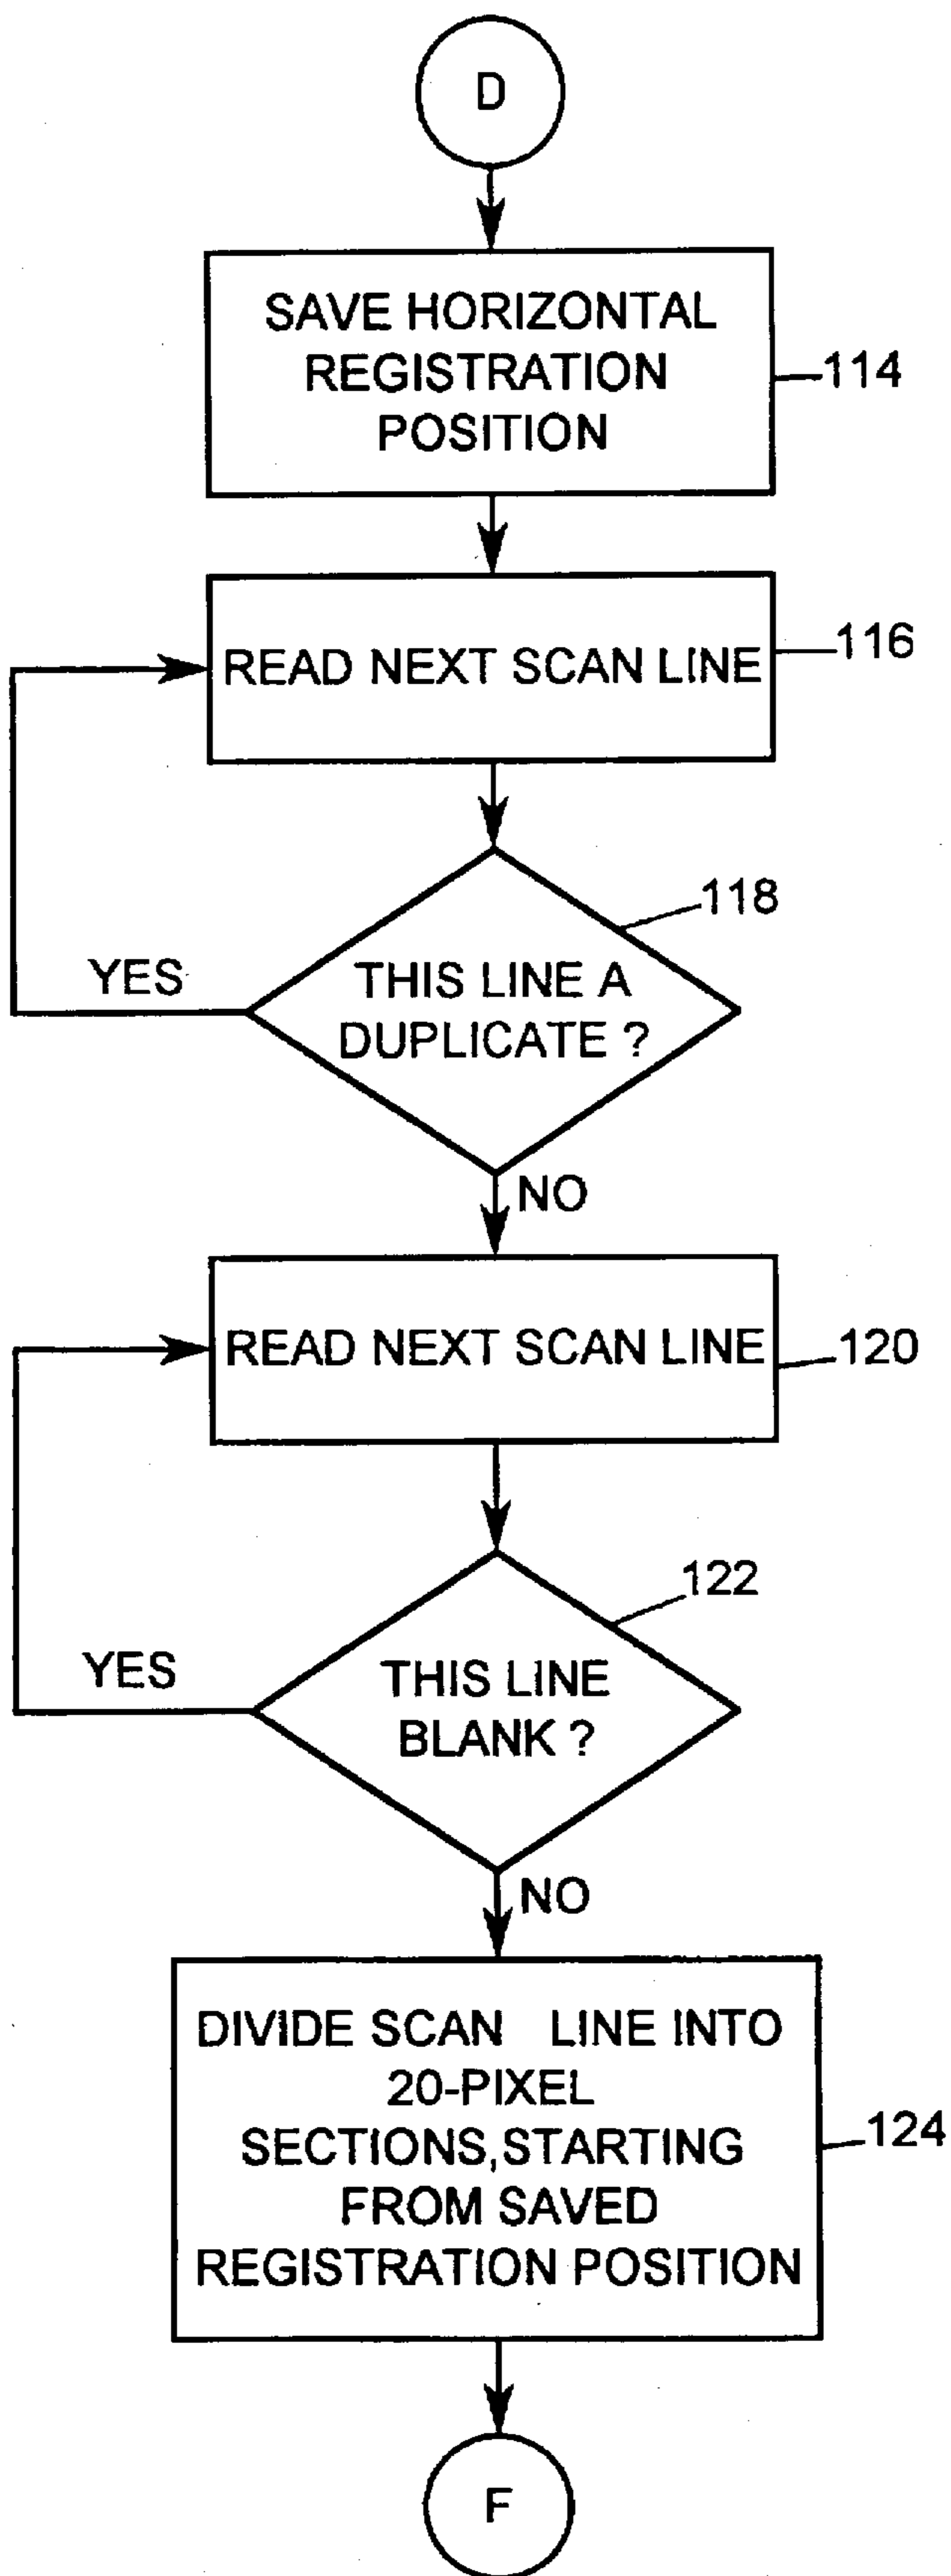 D
SAVE HORIZONTAL
REGISTRATION
POSITION
114
READ NEXT SCAN LINE
116
118
THIS LINE A
DUPLICATE ?
YES
NO
READ NEXT SCAN LINE
120
122
THIS LINE
BLANK ?
YES
NO
DIVIDE SCAN LINE INTO
20-PIXEL
SECTIONS,STARTING
FROM SAVED
REGISTRATION POSITION
124
F